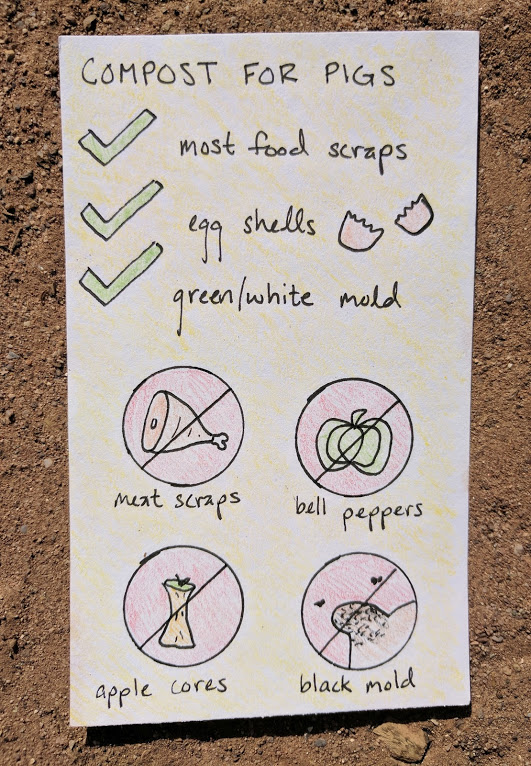 COMPOST FOR PIGS
most food scraps
egg shells
green/white mold
meat scraps
bell peppers
apple cores
black mold